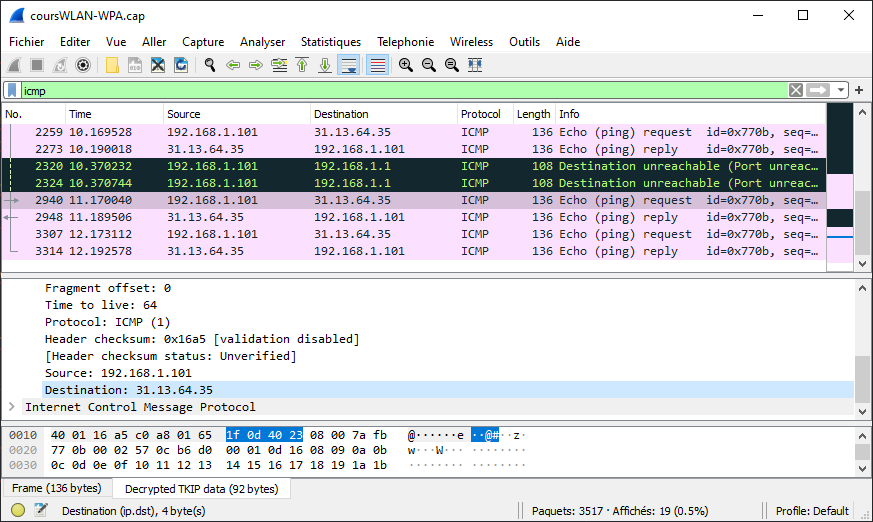 coursWLAN-WPA.cap
Fichier Editer Vue Aller Capture Analyser Statistiques Telephonie Wireless Outils Aide
icmp
No. Time Source Destination Protocol Length Info
2259 10.169528 192.168.1.101 31.13.64.35 ICMP 136 Echo (ping) request id=0x770b, seq=…
2273 10.190018 31.13.64.35 192.168.1.101 ICMP 136 Echo (ping) reply id=0x770b, seq=…
2320 10.370232 192.168.1.101 192.168.1.1 ICMP 108 Destination unreachable (Port unreac…
2324 10.370744 192.168.1.101 192.168.1.1 ICMP 108 Destination unreachable (Port unreac…
2940 11.170040 192.168.1.101 31.13.64.35 ICMP 136 Echo (ping) request id=0x770b, seq=…
2948 11.189506 31.13.64.35 192.168.1.101 ICMP 136 Echo (ping) reply id=0x770b, seq=…
3307 12.173112 192.168.1.101 31.13.64.35 ICMP 136 Echo (ping) request id=0x770b, seq=…
3314 12.192578 31.13.64.35 192.168.1.101 ICMP 136 Echo (ping) reply id=0x770b, seq=…
Fragment offset: 0
Time to live: 64
Protocol: ICMP (1)
Header checksum: 0x16a5 [validation disabled]
[Header checksum status: Unverified]
Source: 192.168.1.101
Destination: 31.13.64.35
Internet Control Message Protocol
0010 40 01 16 a5 c0 a8 01 65 1f 0d 40 23 08 00 7a fb @······e ··@#··z·
0020 77 0b 00 02 57 0c b6 d0 00 01 0d 16 08 09 0a 0b w···W··· ········
0030 0c 0d 0e 0f 10 11 12 13 14 15 16 17 18 19 1a 1b ········ ········
Frame (136 bytes) Decrypted TKIP data (92 bytes)
Destination (ip.dst), 4 byte(s) Paquets: 3517 · Affichés: 19 (0.5%) Profile: Default